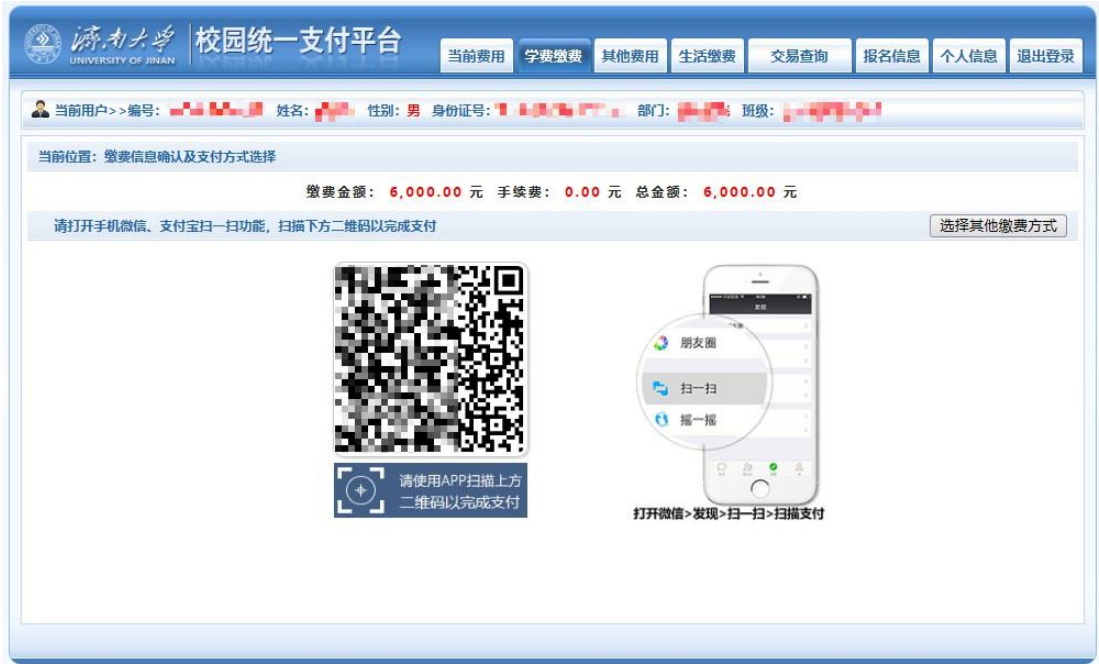 濟南大学 校园统一支付平台
UNIVERSITY OF JINAN
当前费用 学费缴费 其他费用 生活缴费 交易查询 报名信息 个人信息 退出登录
当前用户>>编号: 姓名: 性别: 男 身份证号: 部门: 班级:
当前位置: 缴费信息确认及支付方式选择
缴费金额: 6,000.00 元 手续费: 0.00 元 总金额: 6,000.00 元
请打开手机微信、支付宝扫一扫功能, 扫描下方二维码以完成支付 选择其他缴费方式
发现
朋友圈
扫一扫
摇一摇
请使用APP扫描上方
二维码以完成支付
打开微信>发现>扫一扫>扫描支付